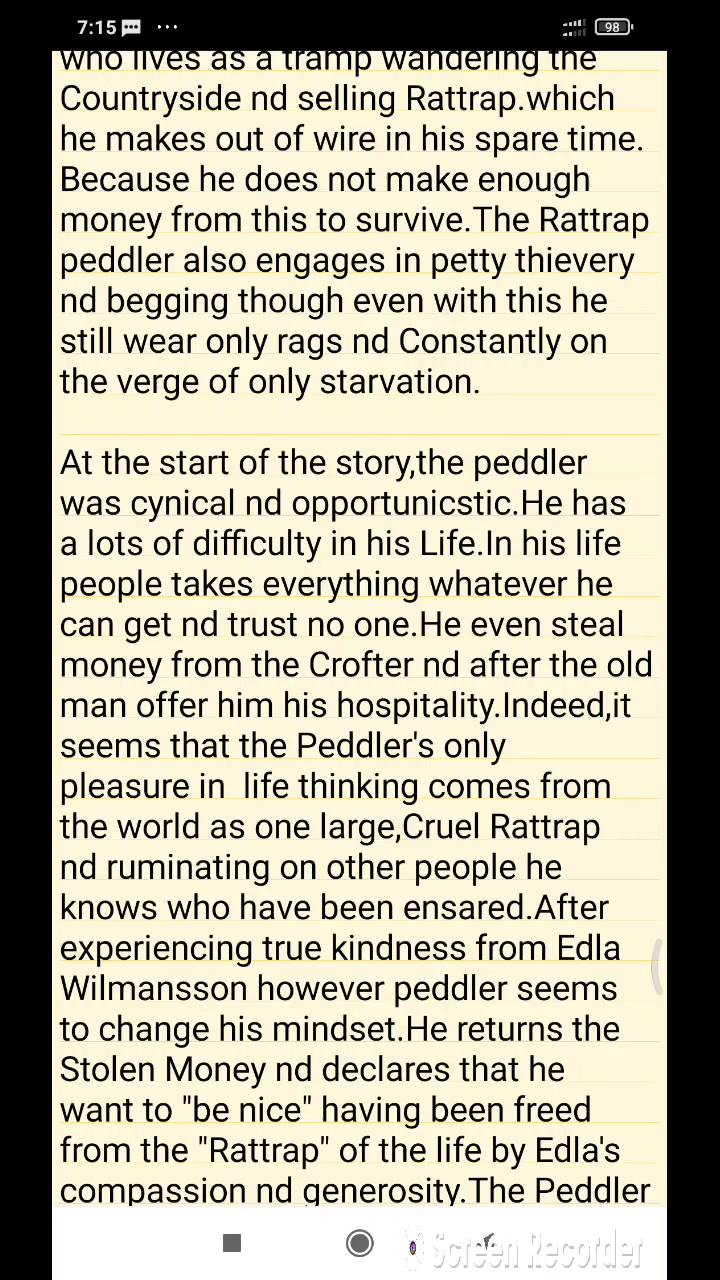 7:15
98
who lives as a tramp wandering the
Countryside nd selling Rattrap.which
he makes out of wire in his spare time.
Because he does not make enough
money from this to survive.The Rattrap
peddler also engages in petty thievery
nd begging though even with this he
still wear only rags nd Constantly on
the verge of only starvation.
At the start of the story,the peddler
was cynical nd opportunicstic.He has
a lots of difficulty in his Life.In his life
people takes everything whatever he
can get nd trust no one.He even steal
money from the Crofter nd after the old
man offer him his hospitality.Indeed,it
seems that the Peddler's only
pleasure in  life thinking comes from
the world as one large,Cruel Rattrap
nd ruminating on other people he
knows who have been ensared.After
experiencing true kindness from Edla
Wilmansson however peddler seems
to change his mindset.He returns the
Stolen Money nd declares that he
want to "be nice" having been freed
from the "Rattrap" of the life by Edla's
compassion nd generosity.The Peddler
Screen Recorder